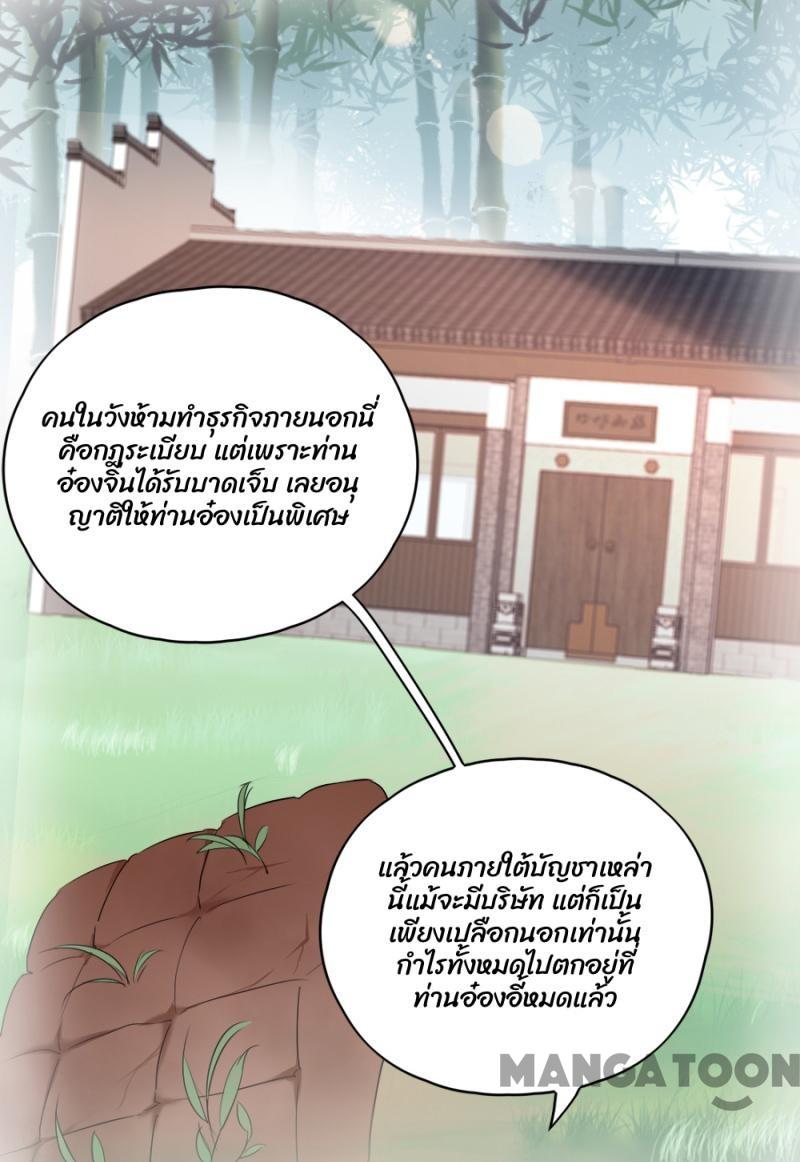 คนในวังห้ามทำธุรกิจภายนอกนี่
คือกฎระเบียบ แต่เพราะท่าน
อ๋องจิ้นได้รับบาดเจ็บ เลยอนุ
ญาติให้ท่านอ๋องเป็นพิเศษ
แล้วคนภายใต้บัญชาเหล่า
นี้แม้จะมีบริษัท แต่ก็เป็น
เพียงเปลือกนอกเท่านั้น
กำไรทั้งหมดไปตกอยู่ที่
ท่านอ๋องอี้หมดแล้ว
MANGATOON